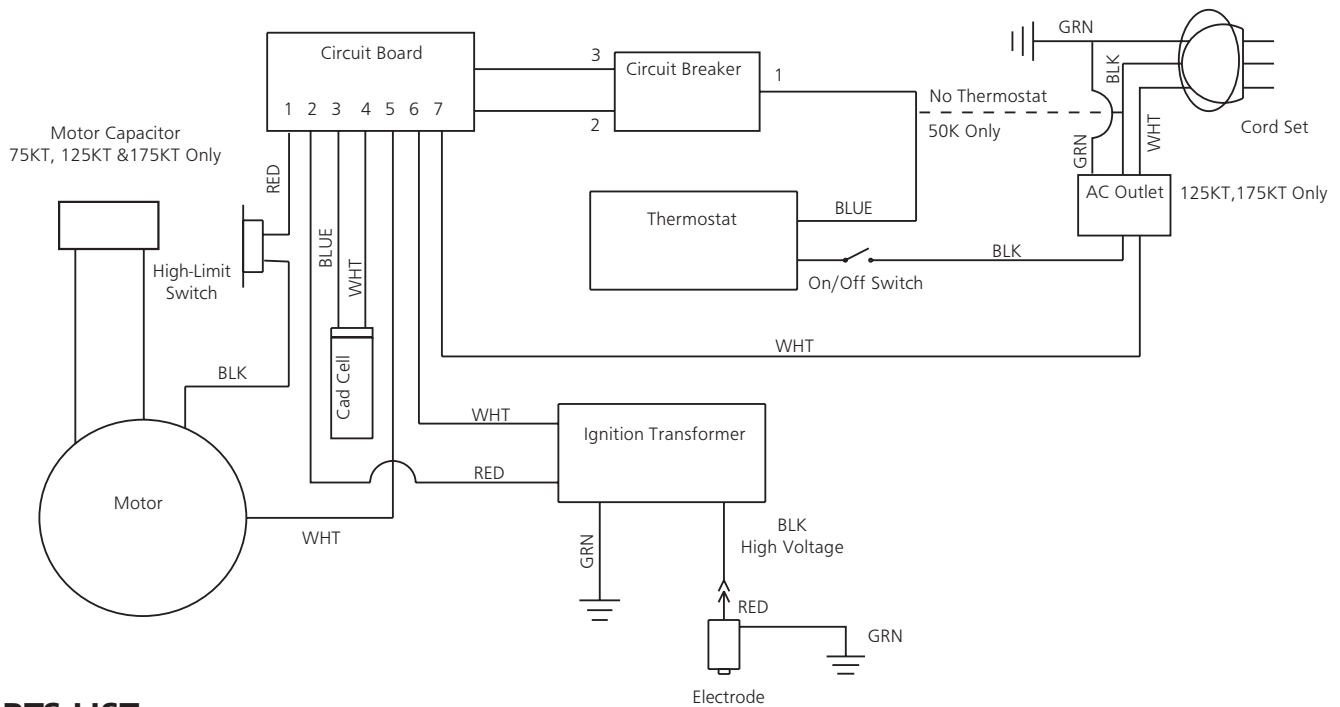 GRN
Circuit Board
3
Circuit Breaker
1
BLK
No Thermostat
50K Only
WHT
Cord Set
1 2 3 4 5 6 7
2
Motor Capacitor
75KT, 125KT &175KT Only
RED
GRN
AC Outlet
125KT,175KT Only
Thermostat
BLUE
BLUE
WHT
High-Limit
Switch
BLK
On/Off Switch
WHT
BLK
Cad Cell
WHT
Ignition Transformer
RED
Motor
WHT
GRN
BLK
High Voltage
RED
GRN
Electrode